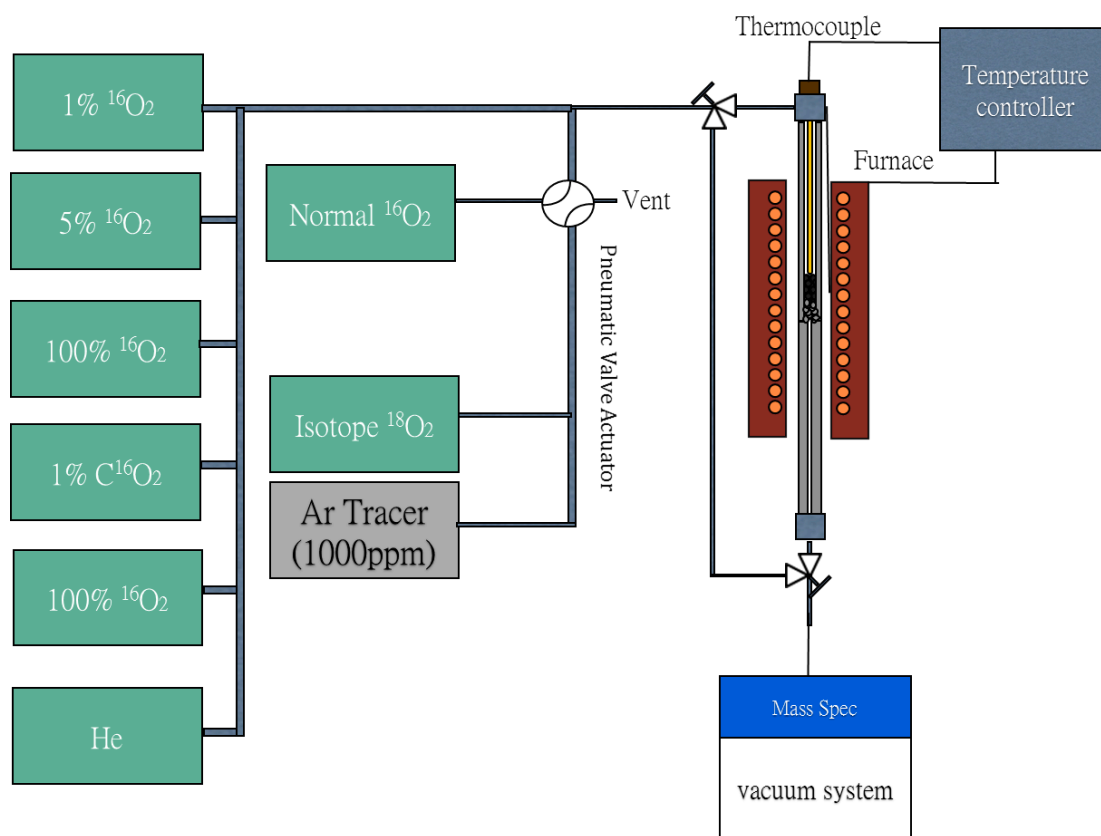 1% ¹⁶O₂
5% ¹⁶O₂
100% ¹⁶O₂
1% C¹⁶O₂
100% ¹⁶O₂
He
Normal ¹⁶O₂
Isotope ¹⁸O₂
Ar Tracer
(1000ppm)
Vent
Pneumatic Valve Actuator
Thermocouple
Temperature
controller
Furnace
Mass Spec
vacuum system